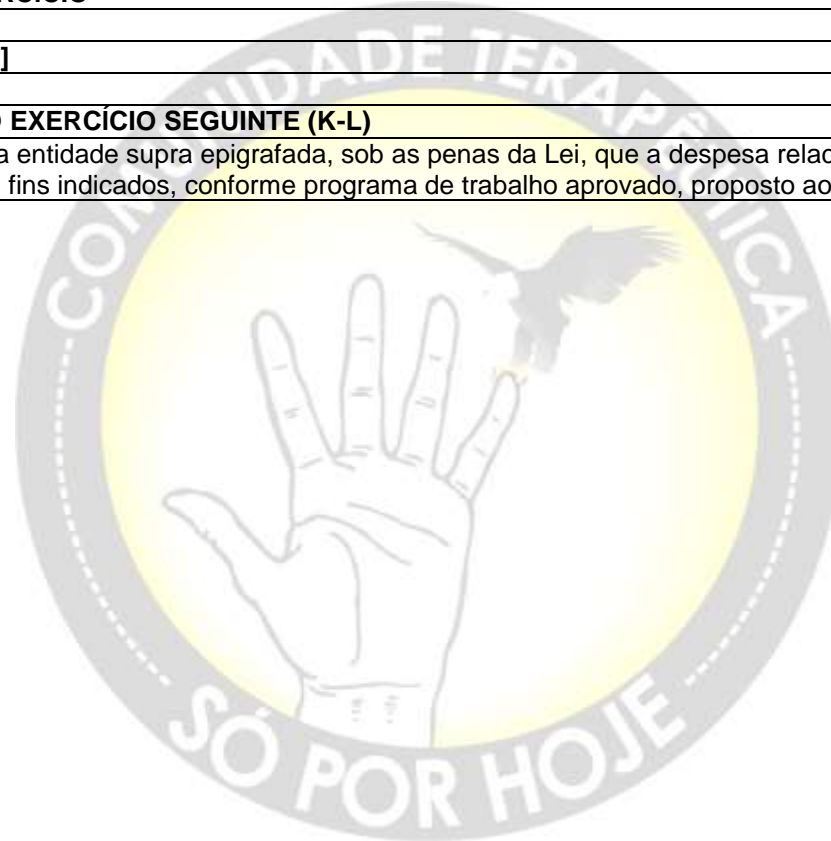 ]
O EXERCÍCIO SEGUINTE (K-L)
a entidade supra epigrafada, sob as penas da Lei, que a despesa relac
fins indicados, conforme programa de trabalho aprovado, proposto ao
COMUNIDADE TERAPÊUTICA
SÓ POR HOJE